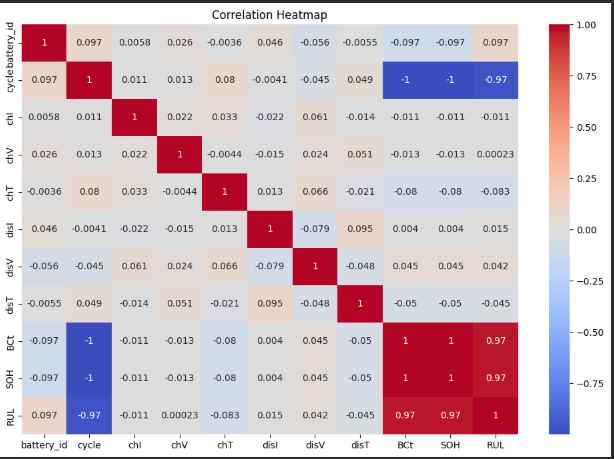 Correlation Heatmap
battery_id 1 0.097 0.0058 0.026 -0.0036 0.046 -0.056 -0.0055 -0.097 -0.097 0.097
cycle 0.097 1 0.011 0.013 0.08 -0.0041 -0.045 0.049 -1 -1 -0.97
chI 0.0058 0.011 1 0.022 0.033 -0.022 0.061 -0.014 -0.011 -0.011 -0.011
chV 0.026 0.013 0.022 1 -0.0044 -0.015 0.024 0.051 -0.013 -0.013 0.00023
chT -0.0036 0.08 0.033 -0.0044 1 0.013 0.066 -0.021 -0.08 -0.08 -0.083
disI 0.046 -0.0041 -0.022 -0.015 0.013 1 -0.079 0.095 0.004 0.004 0.015
disV -0.056 -0.045 0.061 0.024 0.066 -0.079 1 -0.048 0.045 0.045 0.042
disT -0.0055 0.049 -0.014 0.051 -0.021 0.095 -0.048 1 -0.05 -0.05 -0.045
BCt -0.097 -1 -0.011 -0.013 -0.08 0.004 0.045 -0.05 1 1 0.97
SOH -0.097 -1 -0.011 -0.013 -0.08 0.004 0.045 -0.05 1 1 0.97
RUL 0.097 -0.97 -0.011 0.00023 -0.083 0.015 0.042 -0.045 0.97 0.97 1
battery_id cycle chI chV chT disI disV disT BCt SOH RUL
1.00
0.75
0.50
0.25
0.00
-0.25
-0.50
-0.75